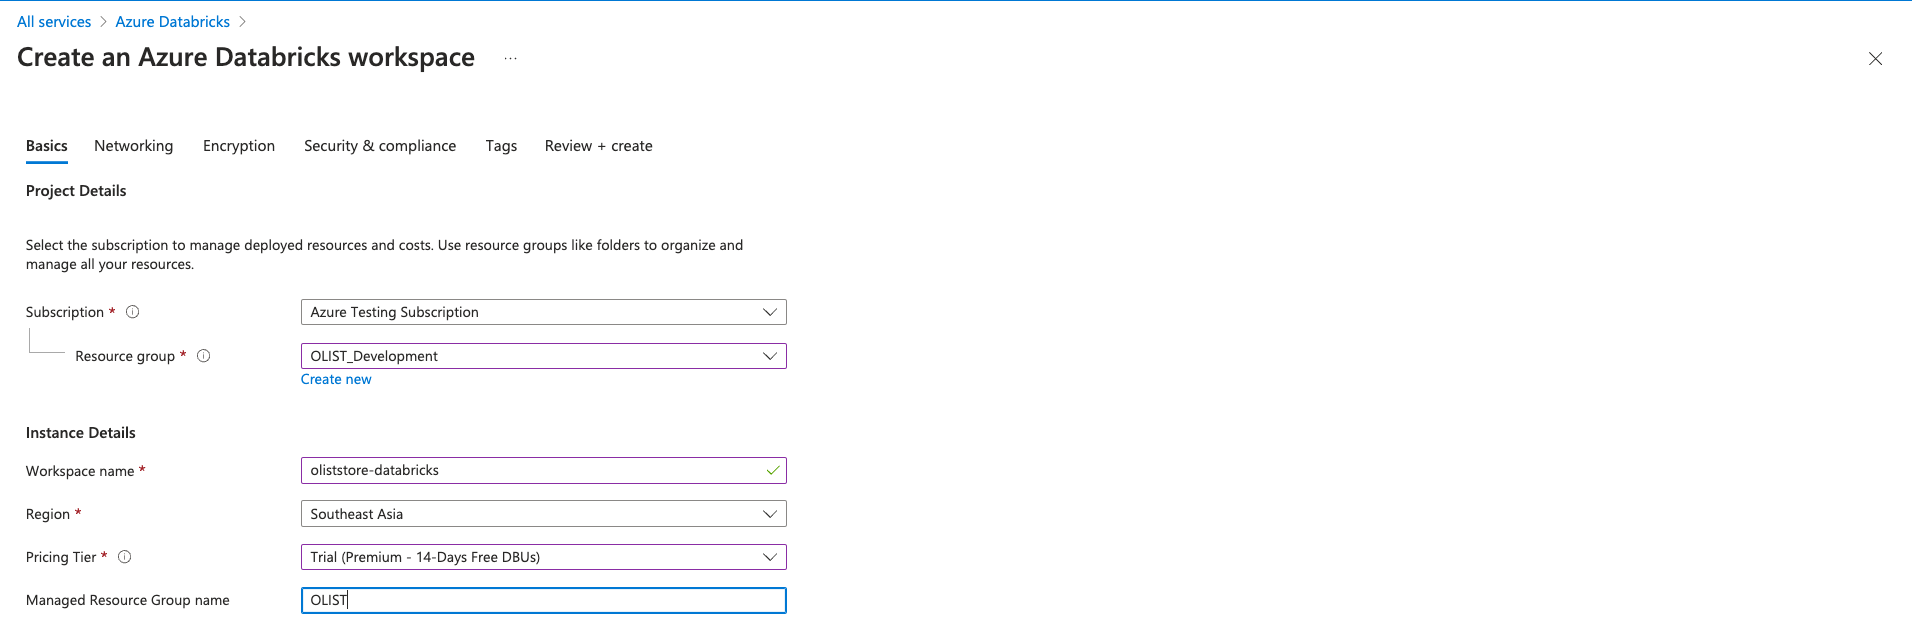 All services > Azure Databricks >
Create an Azure Databricks workspace ...
Basics Networking Encryption Security & compliance Tags Review + create
Project Details
Select the subscription to manage deployed resources and costs. Use resource groups like folders to organize and
manage all your resources.
Subscription * Azure Testing Subscription
Resource group * OLIST_Development
Create new
Instance Details
Workspace name * oliststore-databricks
Region * Southeast Asia
Pricing Tier * Trial (Premium - 14-Days Free DBUs)
Managed Resource Group name OLIST